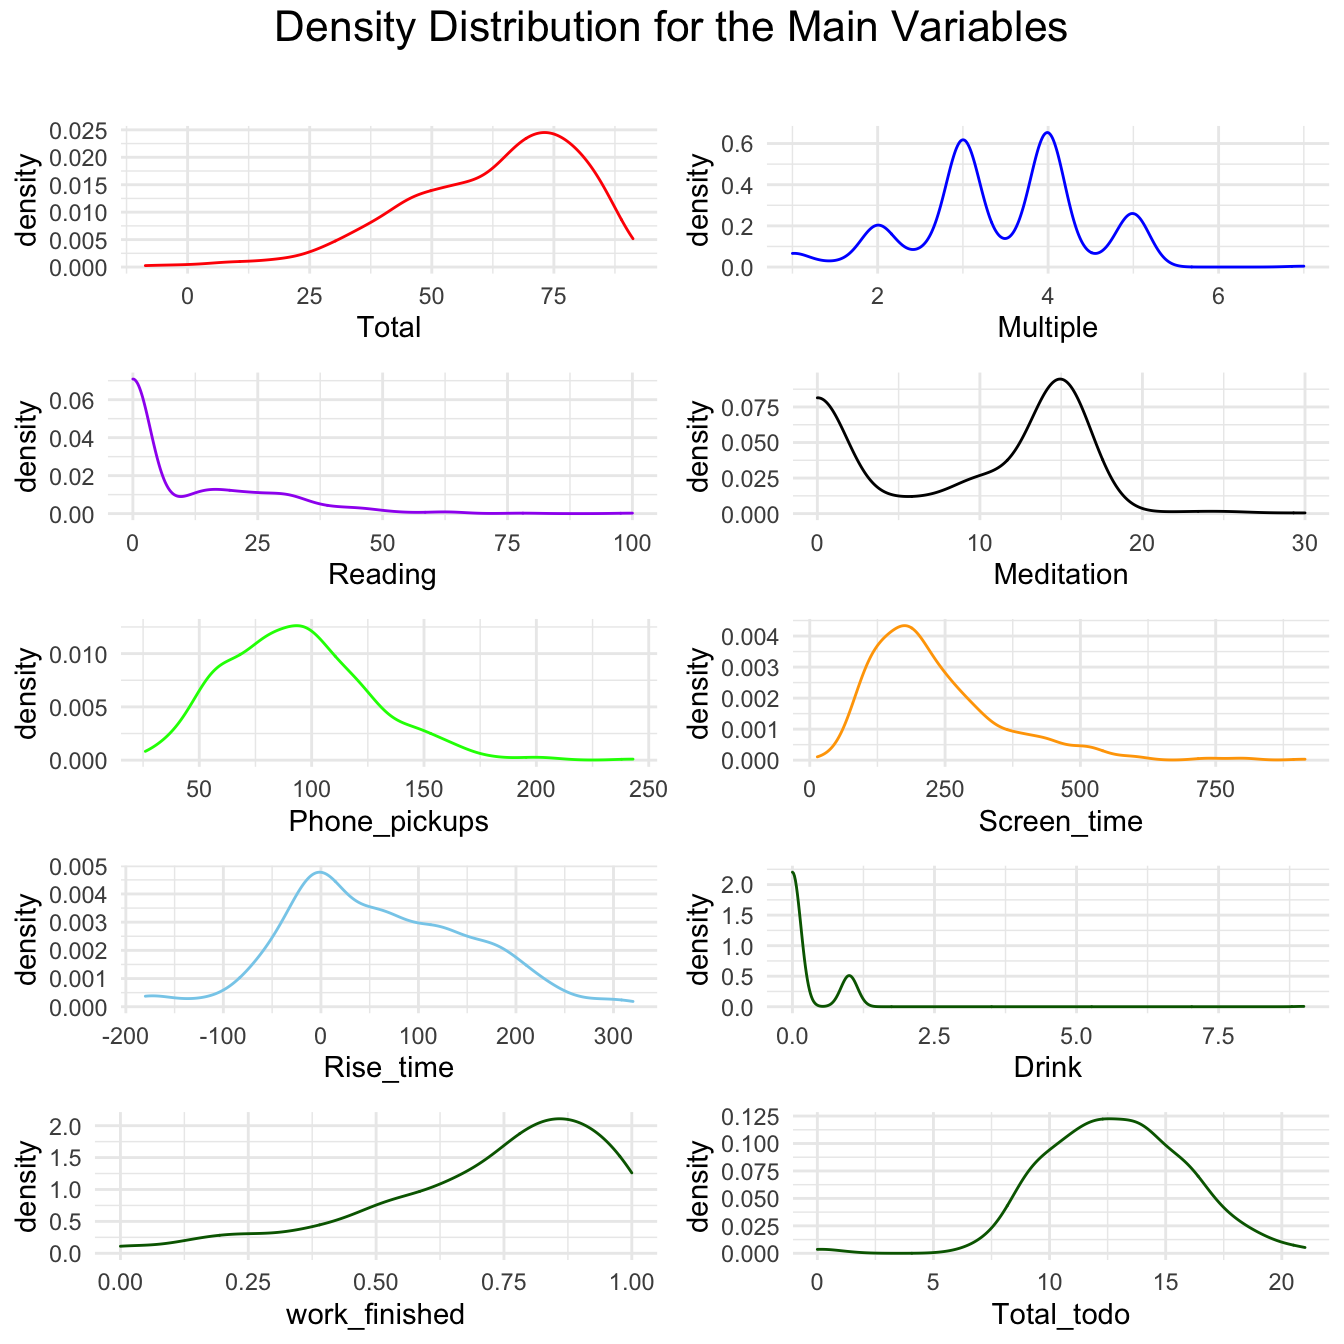 Density Distribution for the Main Variables
density
0.025
0.020
0.015
0.010
0.005
0.000
0 25 50 75
Total
density
0.6
0.4
0.2
0.0
2 4 6
Multiple
density
0.06
0.04
0.02
0.00
0 25 50 75 100
Reading
density
0.075
0.050
0.025
0.000
0 10 20 30
Meditation
density
0.010
0.005
0.000
50 100 150 200 250
Phone_pickups
density
0.004
0.003
0.002
0.001
0.000
0 250 500 750
Screen_time
density
0.005
0.004
0.003
0.002
0.001
0.000
-200 -100 0 100 200 300
Rise_time
density
2.0
1.5
1.0
0.5
0.0
0.0 2.5 5.0 7.5
Drink
density
2.0
1.5
1.0
0.5
0.0
0.00 0.25 0.50 0.75 1.00
work_finished
density
0.125
0.100
0.075
0.050
0.025
0.000
0 5 10 15 20
Total_todo